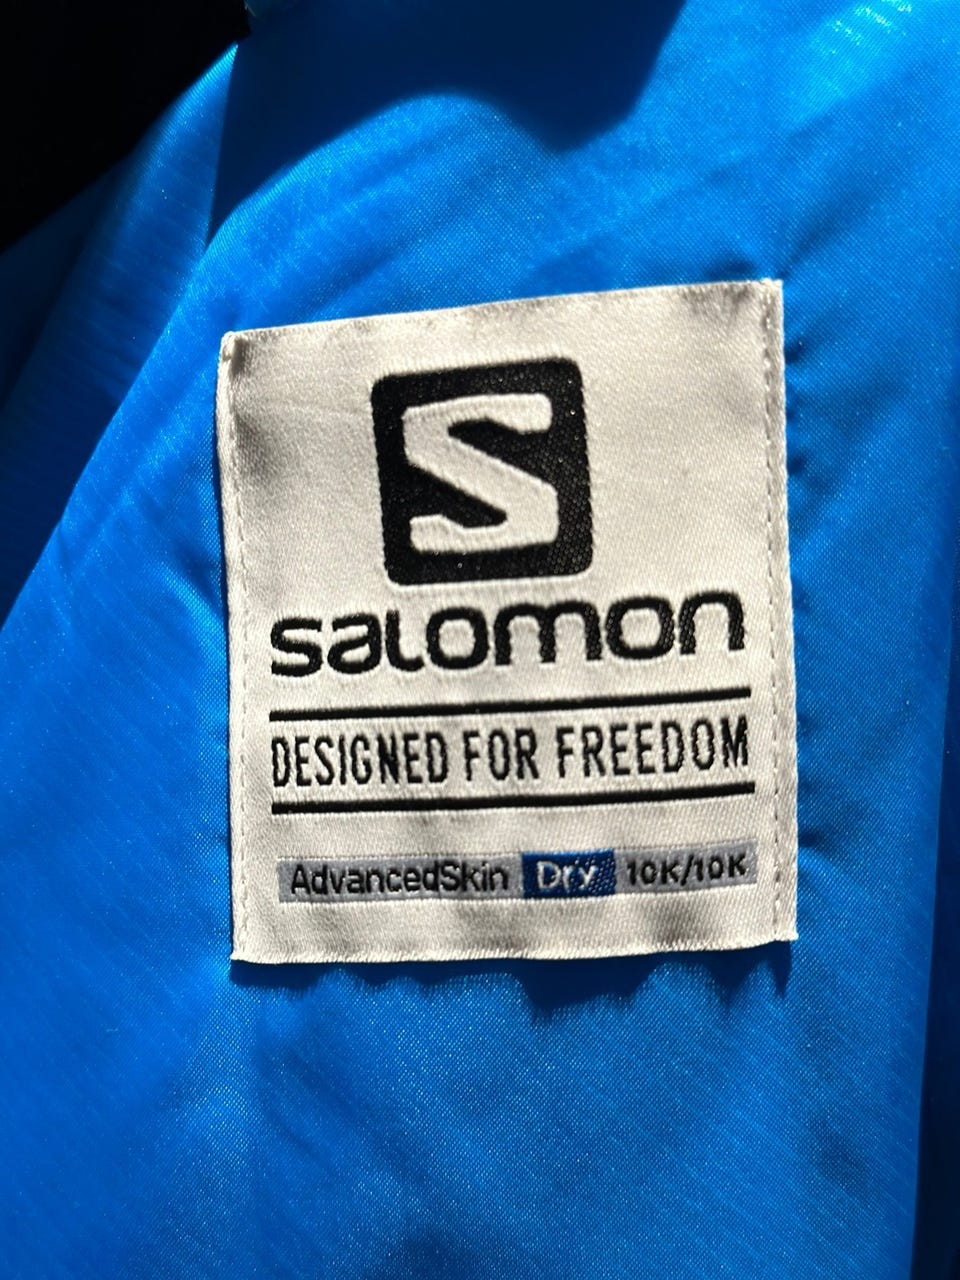 S
salomon
DESIGNED FOR FREEDOM
AdvancedSkin Dry 10K/10K